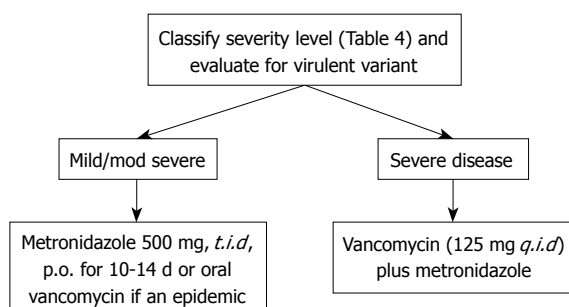 Classify severity level (Table 4) and
evaluate for virulent variant
Mild/mod severe
Severe disease
Metronidazole 500 mg, t.i.d,
p.o. for 10-14 d or oral
vancomycin if an epidemic
Vancomycin (125 mg q.i.d)
plus metronidazole